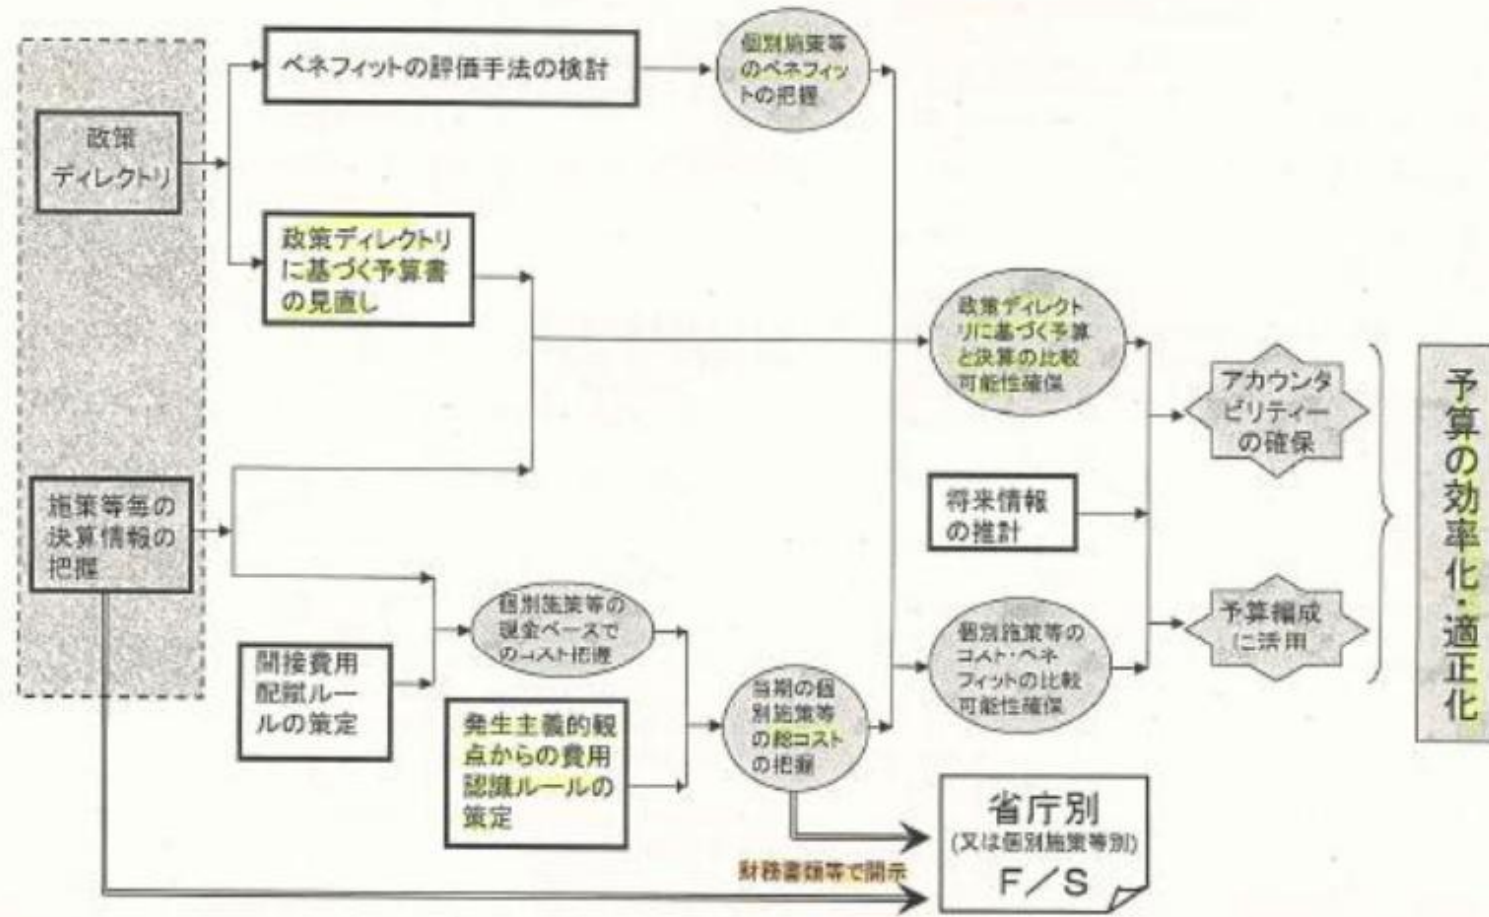 ベネフィットの評価手法の検討
個別施策等
のベネフィッ
トの把握
政策
ディレクトリ
政策ディレクトリ
に基づく予算書
の見直し
政策ディレクト
リに基づく予算
と決算の比較
可能性確保
アカウンタ
ビリティー
の確保
予算の効率化・適正化
施策等毎の
決算情報の
把握
将来情報
の推計
個別施策等の
現金ベースで
のコスト把握
個別施策等の
コスト・ベネ
フィットの比較
可能性確保
予算編成
に活用
間接費用
配賦ルー
ルの策定
発生主義的観
点からの費用
認識ルールの
策定
当期の個
別施策等
の総コスト
の把握
省庁別
(又は個別施策等別)
F/S
財務書類等で開示